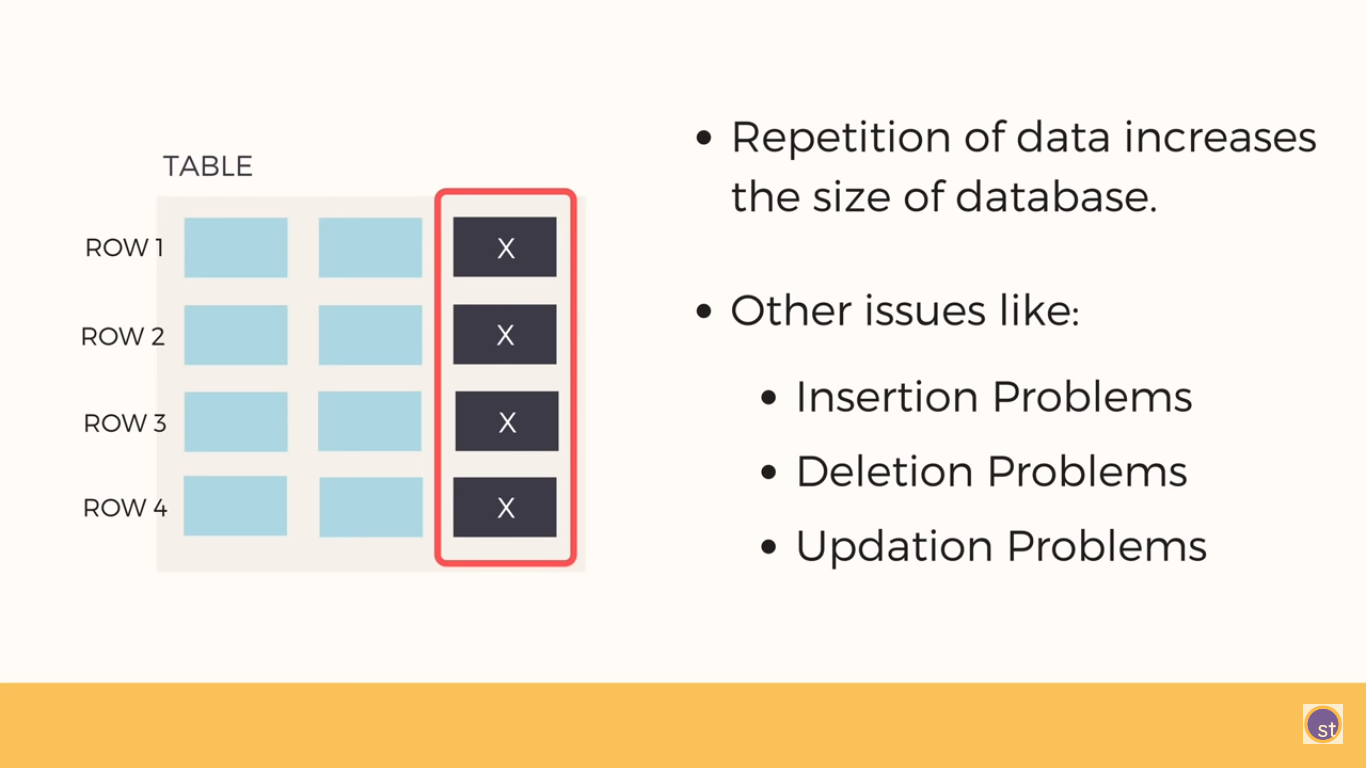 TABLE
ROW 1
X
ROW 2
X
ROW 3
X
ROW 4
X
• Repetition of data increases
the size of database.
• Other issues like:
• Insertion Problems
• Deletion Problems
• Updation Problems
st